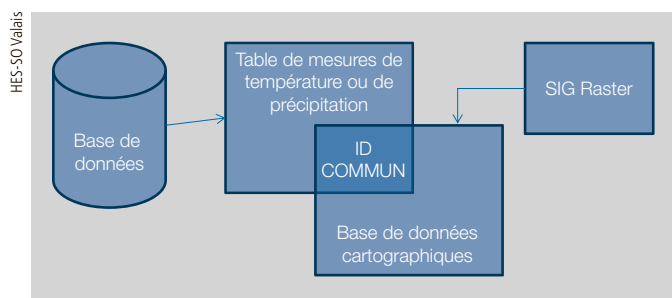 HES-SO Valais
Base de
données
Table de mesures de
température ou de
précipitation
ID
COMMUN
Base de données
cartographiques
SIG Raster